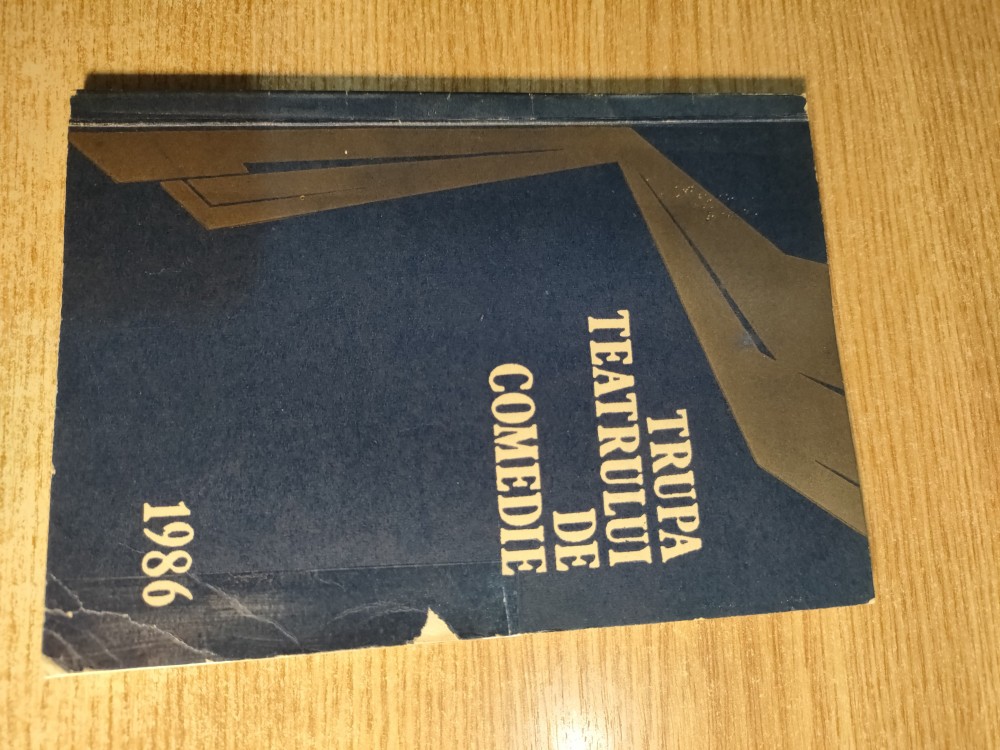 TRUPA
TEATRULUI
DE
COMEDIE
1986